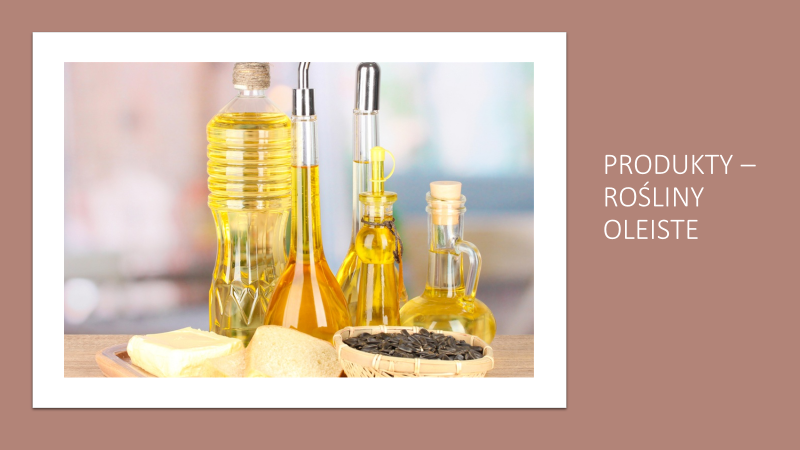 PRODUKTY –
ROŚLINY
OLEISTE